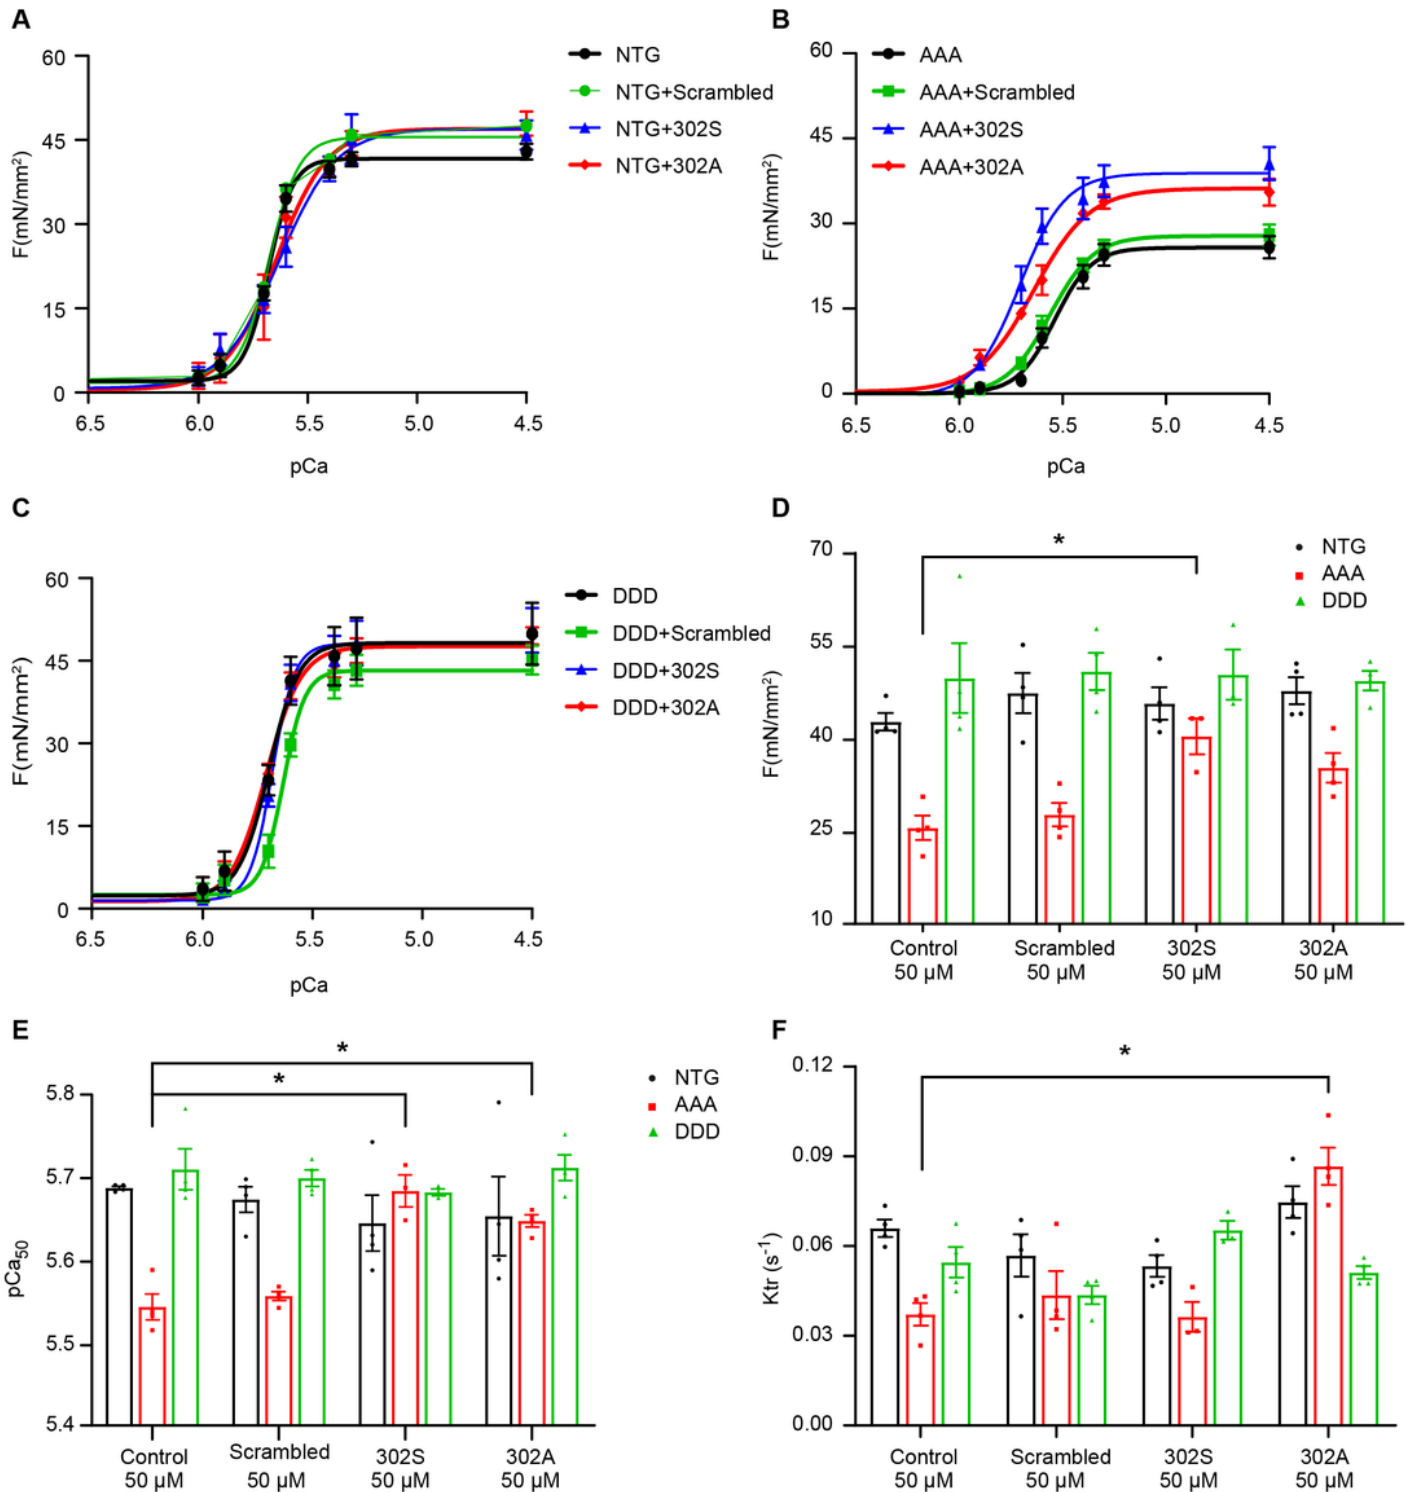 A
60
45
30
15
0
F(mN/mm²)
6.5 6.0 5.5 5.0 4.5
pCa
NTG
NTG+Scrambled
NTG+302S
NTG+302A
B
60
45
30
15
0
F(mN/mm²)
6.5 6.0 5.5 5.0 4.5
pCa
AAA
AAA+Scrambled
AAA+302S
AAA+302A
C
60
45
30
15
0
F(mN/mm²)
6.5 6.0 5.5 5.0 4.5
pCa
DDD
DDD+Scrambled
DDD+302S
DDD+302A
D
70
55
40
25
10
F(mN/mm²)
*
NTG
AAA
DDD
Control Scrambled 302S 302A
50 µM 50 µM 50 µM 50 µM
E
5.8
5.7
5.6
5.5
5.4
pCa₅₀
*
*
NTG
AAA
DDD
Control Scrambled 302S 302A
50 µM 50 µM 50 µM 50 µM
F
0.12
0.09
0.06
0.03
0.00
Ktr (s⁻¹)
*
Control Scrambled 302S 302A
50 µM 50 µM 50 µM 50 µM